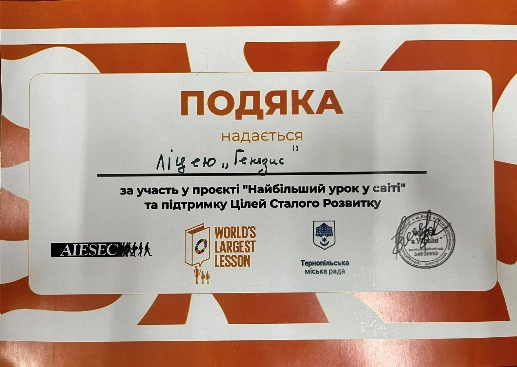 ПОДЯКА
надається
Ліцею „Генезис"
за участь у проєкті "Найбільший урок у світі"
та підтримку Цілей Сталого Розвитку
AIESEC
WORLD'S
LARGEST
LESSON
Тернопільська
міська рада
в Україні